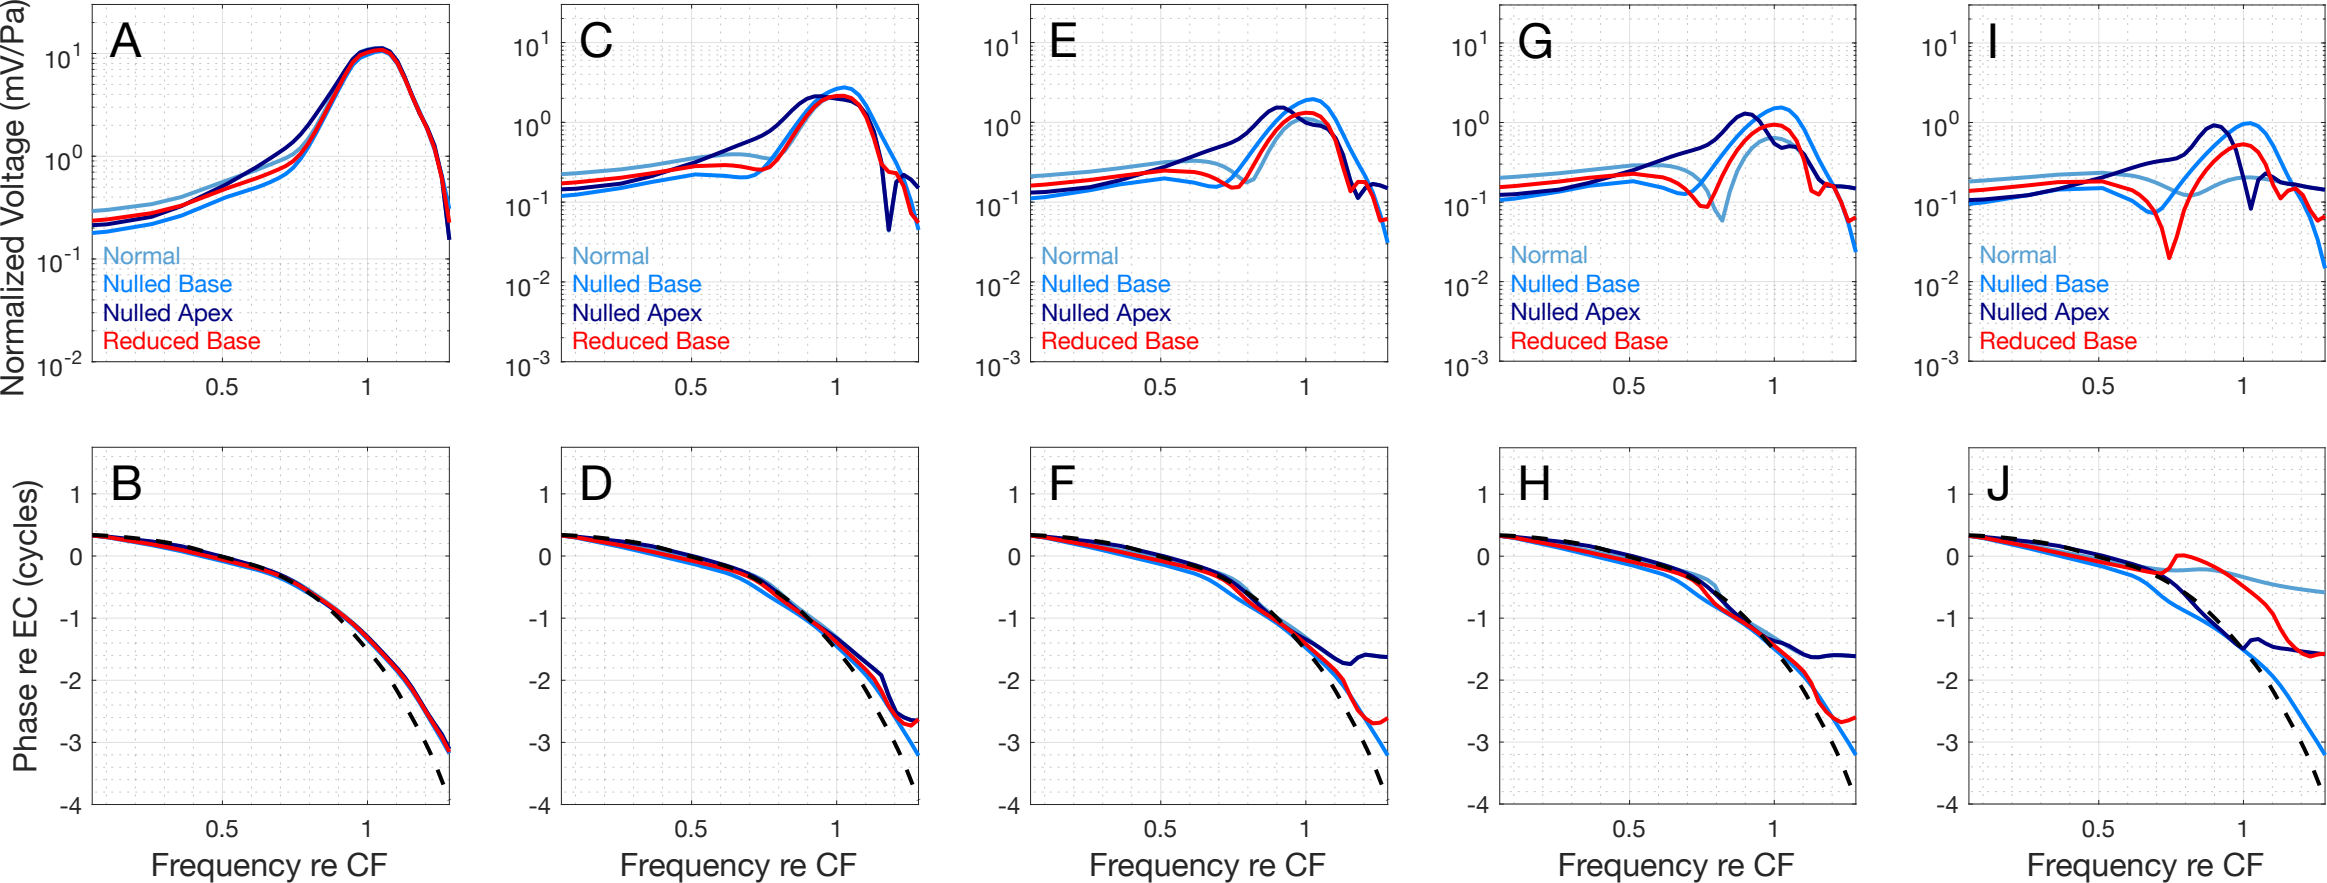 Normalized Voltage (mV/Pa)
A
10^1
10^0
10^-1
10^-2
Normal
Nulled Base
Nulled Apex
Reduced Base
0.5 1
C
10^1
10^0
10^-1
10^-2
10^-3
Normal
Nulled Base
Nulled Apex
Reduced Base
0.5 1
E
10^1
10^0
10^-1
10^-2
10^-3
Normal
Nulled Base
Nulled Apex
Reduced Base
0.5 1
G
10^1
10^0
10^-1
10^-2
10^-3
Normal
Nulled Base
Nulled Apex
Reduced Base
0.5 1
I
10^1
10^0
10^-1
10^-2
10^-3
Normal
Nulled Base
Nulled Apex
Reduced Base
0.5 1
Phase re EC (cycles)
B
1
0
-1
-2
-3
-4
0.5 1
Frequency re CF
D
1
0
-1
-2
-3
-4
0.5 1
Frequency re CF
F
1
0
-1
-2
-3
-4
0.5 1
Frequency re CF
H
1
0
-1
-2
-3
-4
0.5 1
Frequency re CF
J
1
0
-1
-2
-3
-4
0.5 1
Frequency re CF